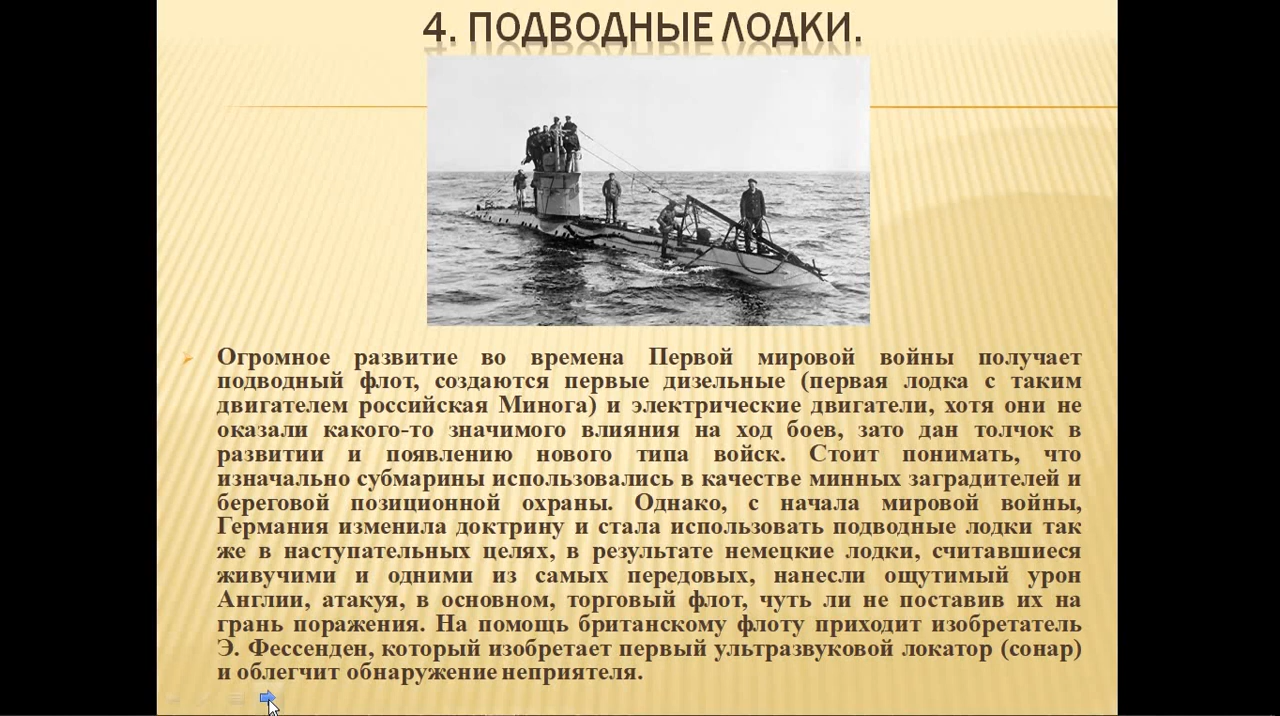 4. ПОДВОДНЫЕ ЛОДКИ.
Огромное развитие во времена Первой мировой войны получает
подводный флот, создаются первые дизельные (первая лодка с таким
двигателем российская Минога) и электрические двигатели, хотя они не
оказали какого-то значимого влияния на ход боев, зато дан толчок в
развитии и появлению нового типа войск. Стоит понимать, что
изначально субмарины использовались в качестве минных заградителей и
береговой позиционной охраны. Однако, с начала мировой войны,
Германия изменила доктрину и стала использовать подводные лодки так
же в наступательных целях, в результате немецкие лодки, считавшиеся
живучими и одними из самых передовых, нанесли ощутимый урон
Англии, атакуя, в основном, торговый флот, чуть ли не поставив их на
грань поражения. На помощь британскому флоту приходит изобретатель
Э. Фессенден, который изобретает первый ультразвуковой локатор (сонар)
и облегчит обнаружение неприятеля.